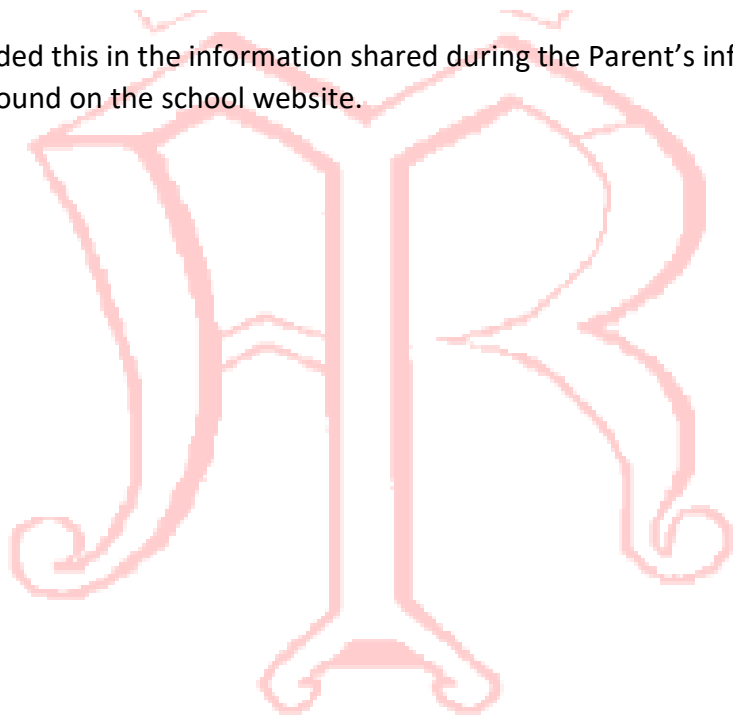 ded this in the information shared during the Parent’s inf
ound on the school website.